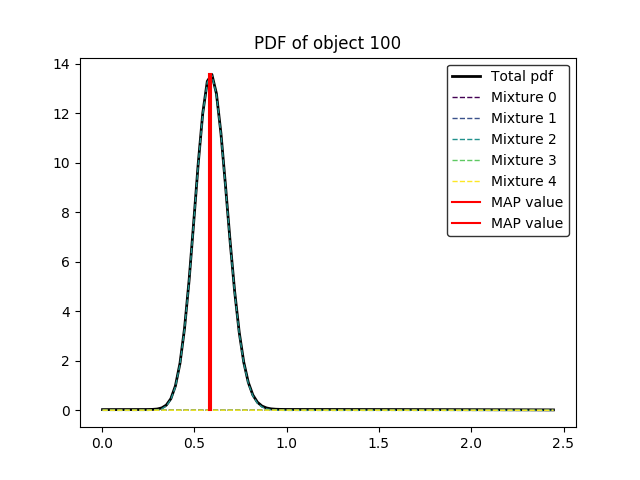 PDF of object 100
14
12
10
8
6
4
2
0
0.0 0.5 1.0 1.5 2.0 2.5
Total pdf
Mixture 0
Mixture 1
Mixture 2
Mixture 3
Mixture 4
MAP value
MAP value